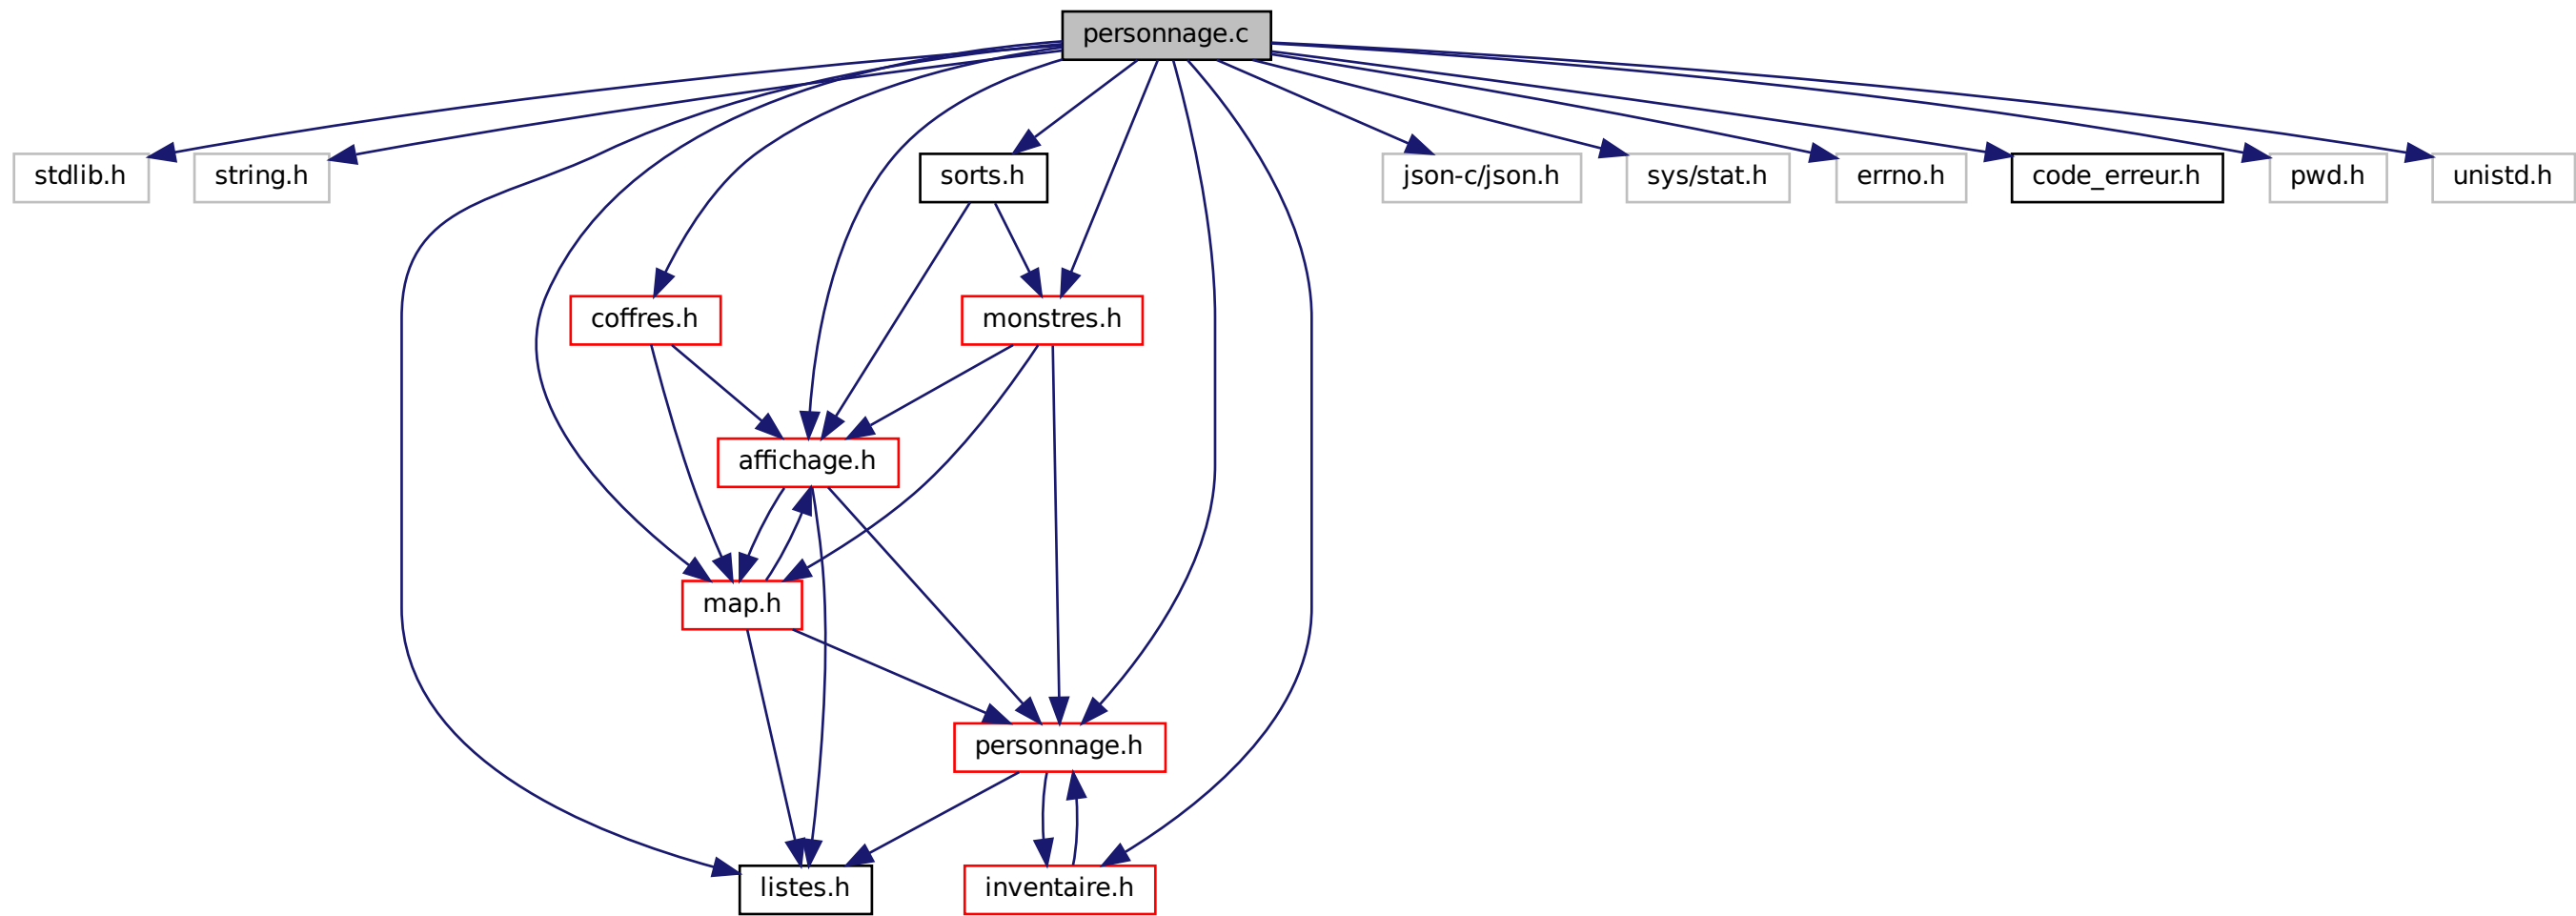 personnage.c
stdlib.h
string.h
sorts.h
json-c/json.h
sys/stat.h
errno.h
code_erreur.h
pwd.h
unistd.h
coffres.h
monstres.h
affichage.h
map.h
personnage.h
listes.h
inventaire.h